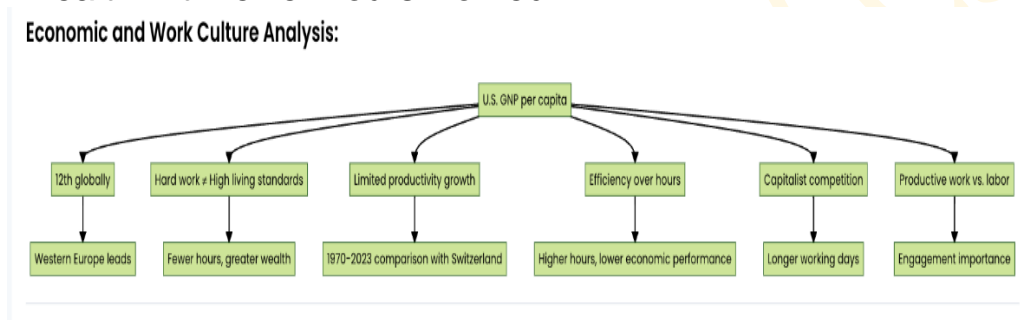 Economic and Work Culture Analysis:
U.S. GNP per capita
12th globally
Hard work ≠ High living standards
Limited productivity growth
Efficiency over hours
Capitalist competition
Productive work vs. labor
Western Europe leads
Fewer hours, greater wealth
1970-2023 comparison with Switzerland
Higher hours, lower economic performance
Longer working days
Engagement importance